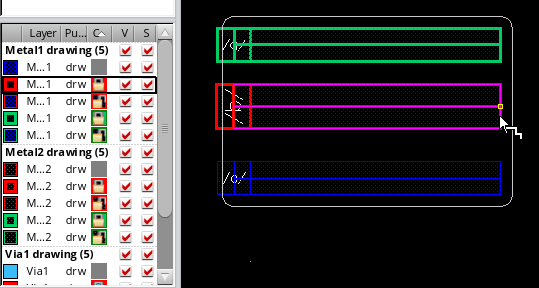 Layer Pu... C V S
Metal1 drawing (5)
M...1 drw
M...1 drw
M...1 drw
M...1 drw
M...1 drw
Metal2 drawing (5)
M...2 drw
M...2 drw
M...2 drw
M...2 drw
M...2 drw
Via1 drawing (5)
Via1 drw